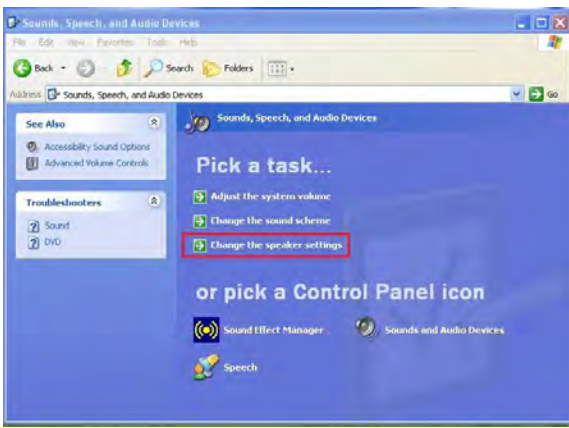 Sounds, Speech, and Audio Devices
File Edit View Favorites Tools Help
Back Search Folders
Address Sounds, Speech, and Audio Devices Go
See Also
Accessibility Sound Options
Advanced Volume Controls
Troubleshooters
Sound
DVD
Sounds, Speech, and Audio Devices
Pick a task...
Adjust the system volume
Change the sound scheme
Change the speaker settings
or pick a Control Panel icon
Sound Effect Manager
Sounds and Audio Devices
Speech